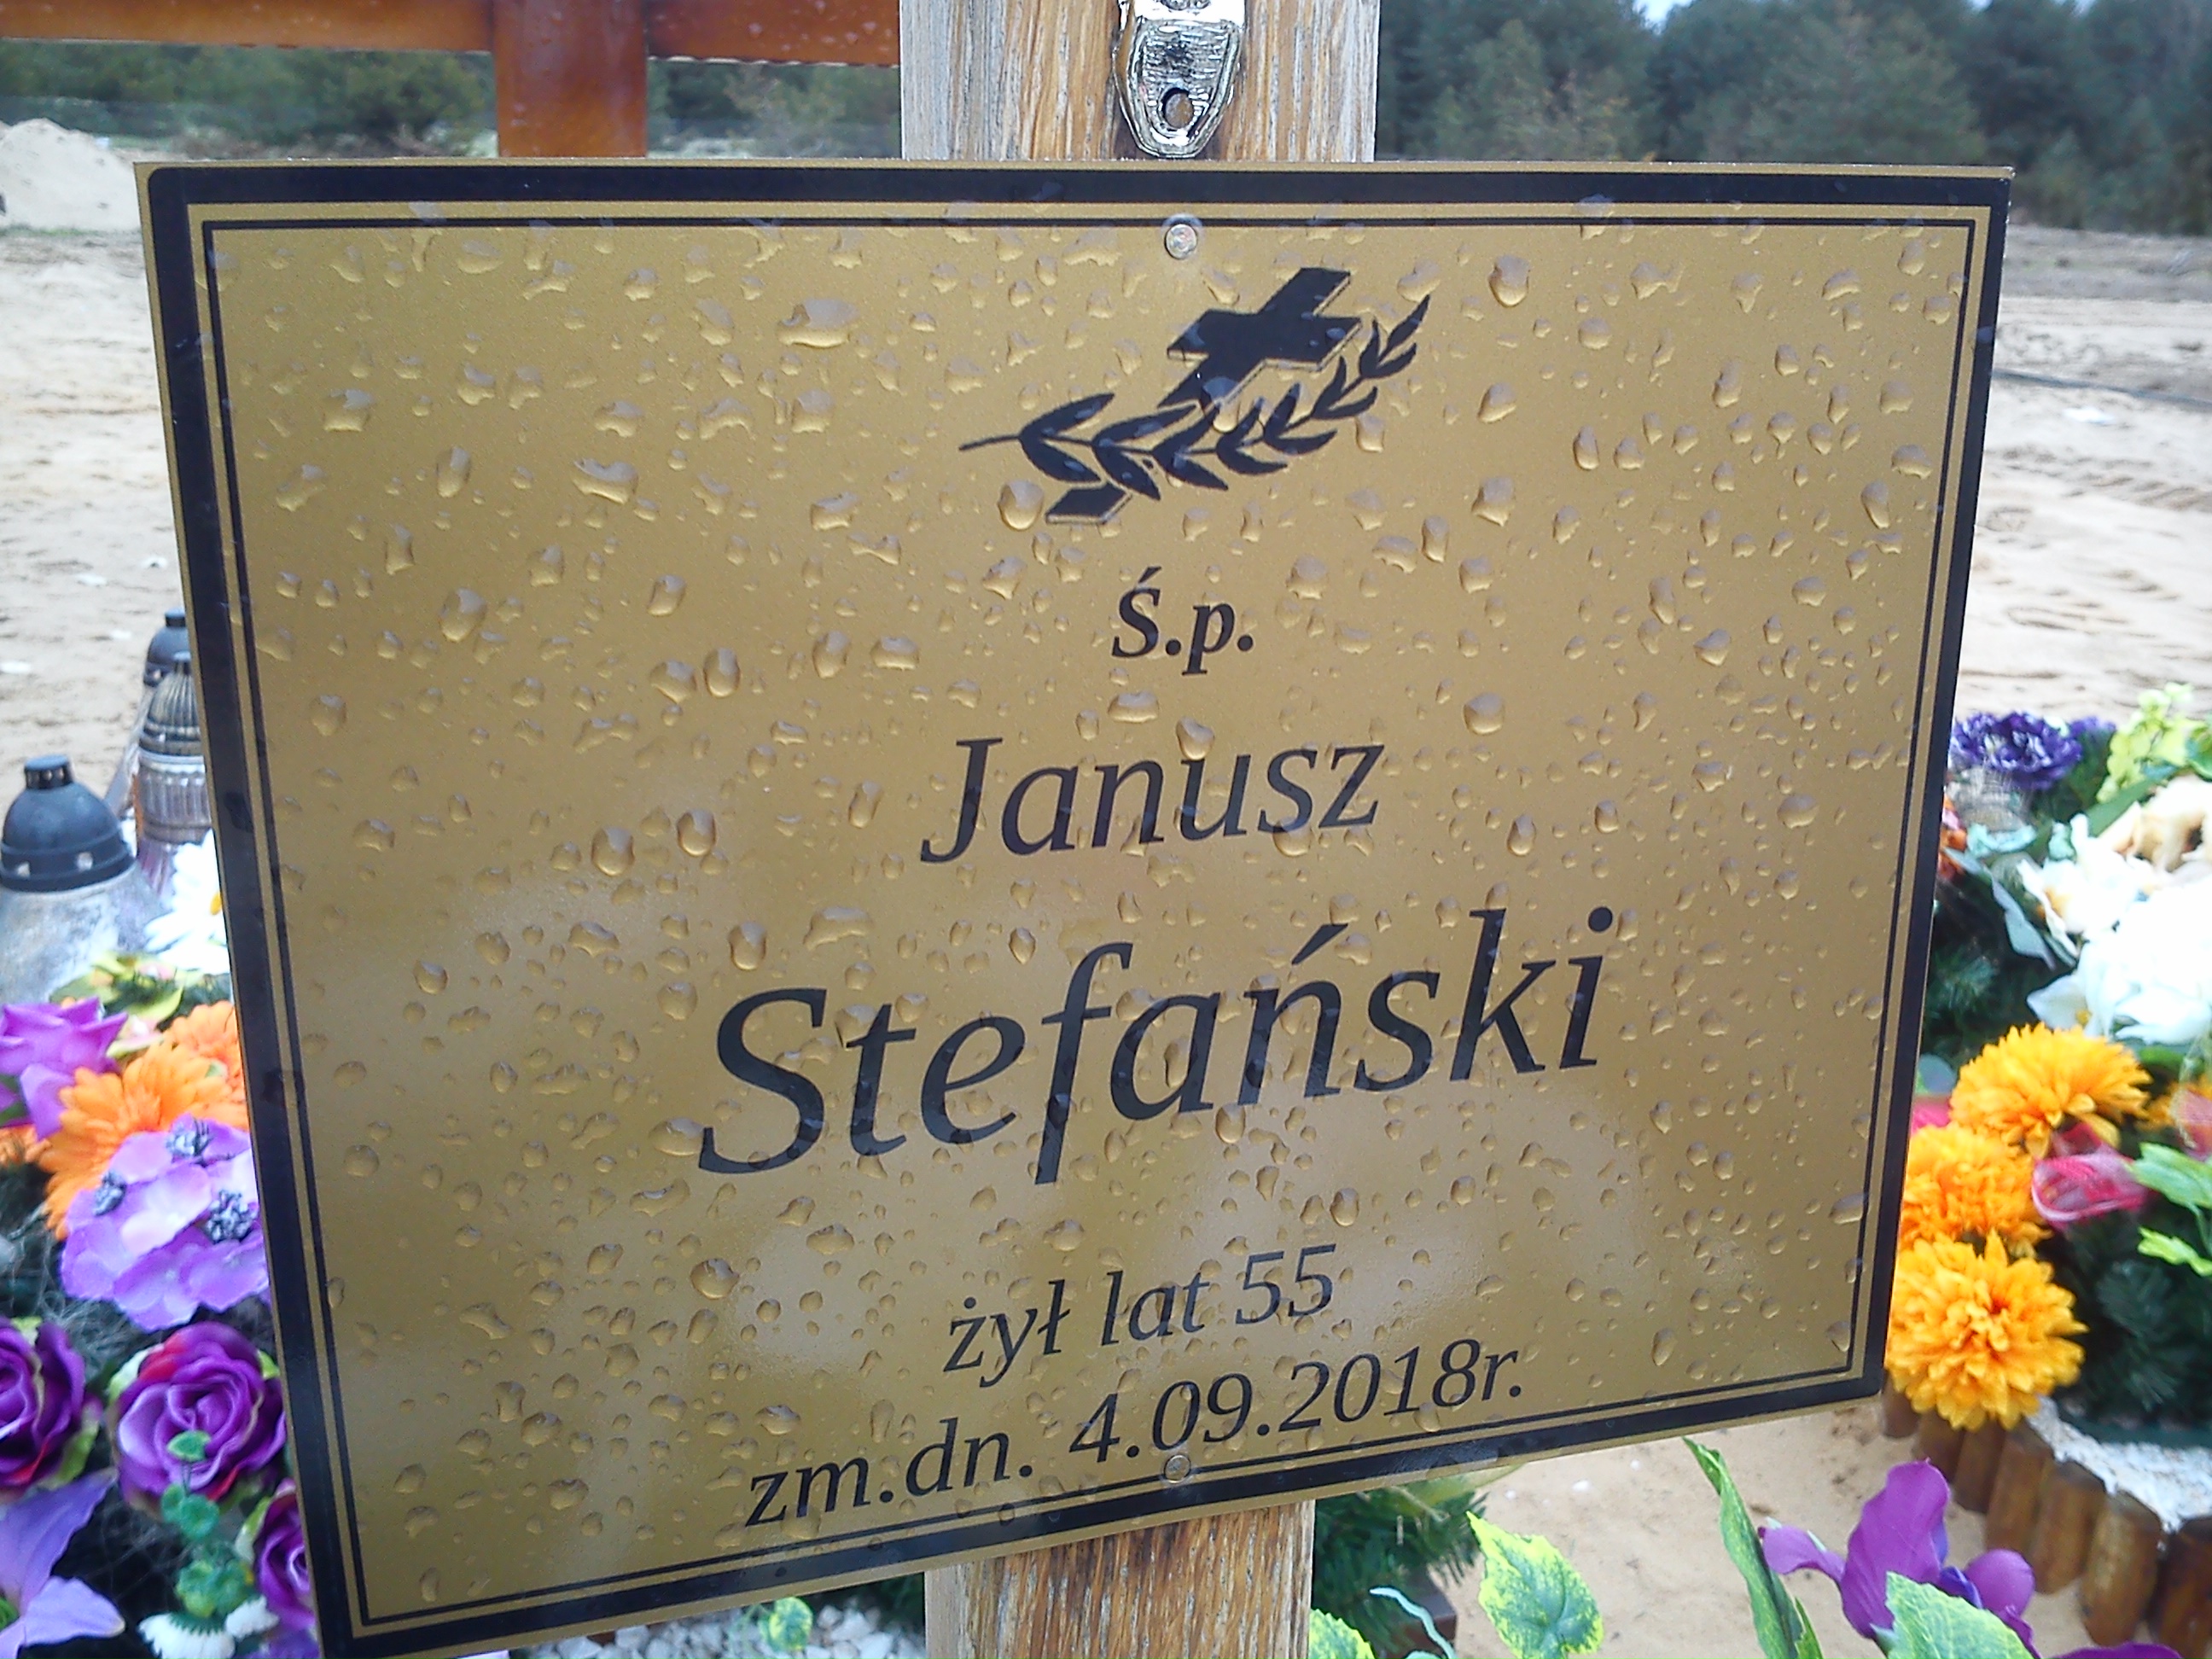 Ś.p.
Janusz
Stefański
żył lat 55
zm.dn. 4.09.2018r.